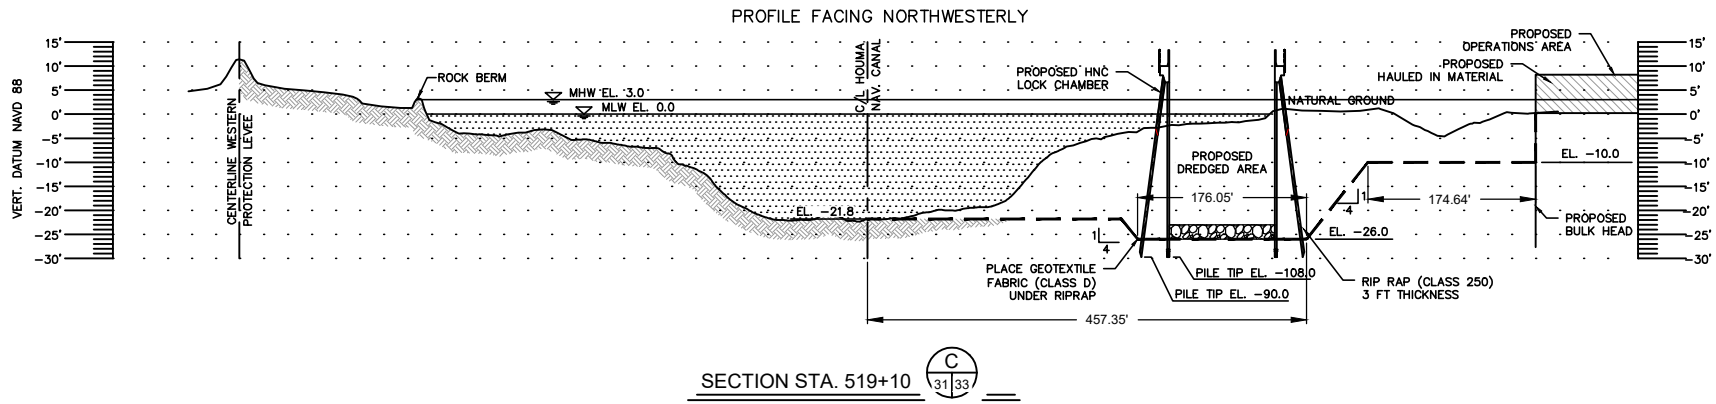 PROFILE FACING NORTHWESTERLY
VERT. DATUM NAVD 88
15'
10'
5'
0'
-5'
-10'
-15'
-20'
-25'
-30'
CENTERLINE WESTERN
PROTECTION LEVEE
ROCK BERM
MHW EL. 3.0
MLW EL. 0.0
C/L HOUMA
NAV. CANAL
EL. -21.8
PROPOSED HNC
LOCK CHAMBER
NATURAL GROUND
PROPOSED
DREDGED AREA
176.05'
PROPOSED
OPERATIONS AREA
PROPOSED
HAULED IN MATERIAL
EL. -10.0
1
4
174.64'
PROPOSED
BULK HEAD
EL. -26.0
1
4
PLACE GEOTEXTILE
FABRIC (CLASS D)
UNDER RIPRAP
PILE TIP EL. -108.0
PILE TIP EL. -90.0
RIP RAP (CLASS 250)
3 FT THICKNESS
457.35'
15'
10'
5'
0'
-5'
-10'
-15'
-20'
-25'
-30'
SECTION STA. 519+10
C
31 33